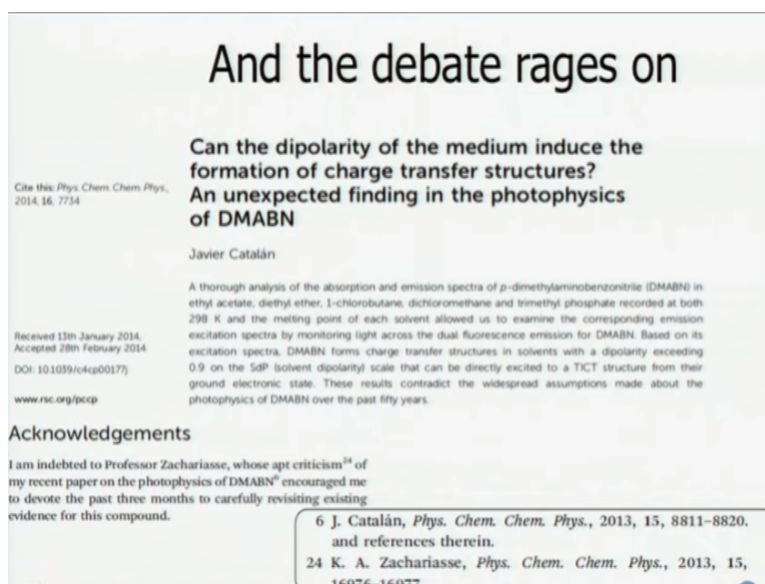 And the debate rages on
Can the dipolarity of the medium induce the
formation of charge transfer structures?
An unexpected finding in the photophysics
of DMABN
Cite this: Phys. Chem. Chem. Phys.,
2014, 16, 7734
Javier Catalán
A thorough analysis of the absorption and emission spectra of p-dimethylaminobenzonitrile (DMABN) in
ethyl acetate, diethyl ether, 1-chlorobutane, dichloromethane and trimethyl phosphate recorded at both
298 K and the melting point of each solvent allowed us to examine the corresponding emission
excitation spectra by monitoring light across the dual fluorescence emission for DMABN. Based on its
excitation spectra, DMABN forms charge transfer structures in solvents with a dipolarity exceeding
0.9 on the SdP (solvent dipolarity) scale that can be directly excited to a TICT structure from their
ground electronic state. These results contradict the widespread assumptions made about the
photophysics of DMABN over the past fifty years.
Received 13th January 2014,
Accepted 28th February 2014
DOI: 10.1039/c4cp00177j
www.rsc.org/pccp
Acknowledgements
I am indebted to Professor Zachariasse, whose apt criticism24 of
my recent paper on the photophysics of DMABN6 encouraged me
to devote the past three months to carefully revisiting existing
evidence for this compound.
6 J. Catalán, Phys. Chem. Chem. Phys., 2013, 15, 8811–8820.
and references therein.
24 K. A. Zachariasse, Phys. Chem. Chem. Phys., 2013, 15,